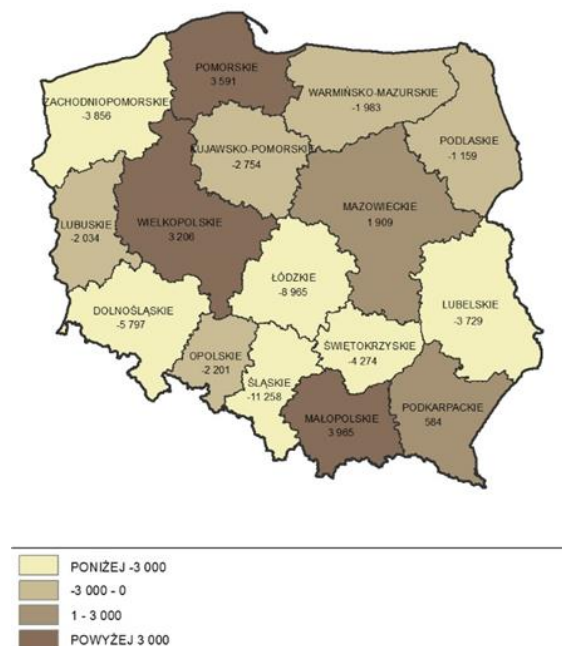 POMORSKIE
3 591
ZACHODNIOPOMORSKIE
-3 856
WARMIŃSKO-MAZURSKIE
-1 983
PODLASKIE
-1 159
KUJAWSKO-POMORSKIE
-2 754
MAZOWIECKIE
1 909
LUBUSKIE
-2 034
WIELKOPOLSKIE
3 206
ŁÓDZKIE
-8 965
LUBELSKIE
-3 729
DOLNOŚLĄSKIE
-5 797
OPOLSKIE
-2 201
ŚLĄSKIE
-11 258
ŚWIĘTOKRZYSKIE
-4 274
MAŁOPOLSKIE
3 965
PODKARPACKIE
584
PONIŻEJ -3 000
-3 000 - 0
1 - 3 000
POWYŻEJ 3 000